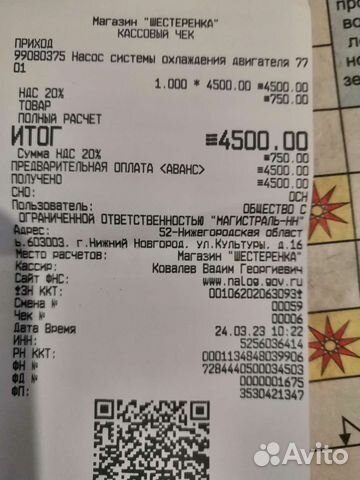 Магазин "ШЕСТЕРЕНКА"
КАССОВЫЙ ЧЕК
ПРИХОД
99080375 Насос системы охлаждения двигателя 77
01
1.000 * 4500.00 ≡4500.00
НДС 20% ≡750.00
ТОВАР
ПОЛНЫЙ РАСЧЕТ
ИТОГ ≡4500.00
Сумма НДС 20% ≡750.00
ПРЕДВАРИТЕЛЬНАЯ ОПЛАТА <АВАНС> ≡4500.00
ПОЛУЧЕНО ≡4500.00
СНО: ОСН
Пользователь: ОБЩЕСТВО С
ОГРАНИЧЕННОЙ ОТВЕТСТВЕННОСТЬЮ "МАГИСТРАЛЬ-НН"
Адрес: 52-Нижегородская област
ь.603003. г.Нижний Новгород, ул.Культуры, д.16
Место расчетов: Магазин "ШЕСТЕРЕНКА"
Кассир: Ковалев Вадим Георгиевич
Сайт ФНС: www.nalog.gov.ru
‡ЗН ККТ: 00106202063093‡
Смена № 00059
Чек № 00006
Дата Время 24.03.23 10:22
ИНН: 5256036414
РН ККТ: 0001134848039906
ФН № 7284440500034503
ФД № 0000001675
ФП: 3530421347
Avito